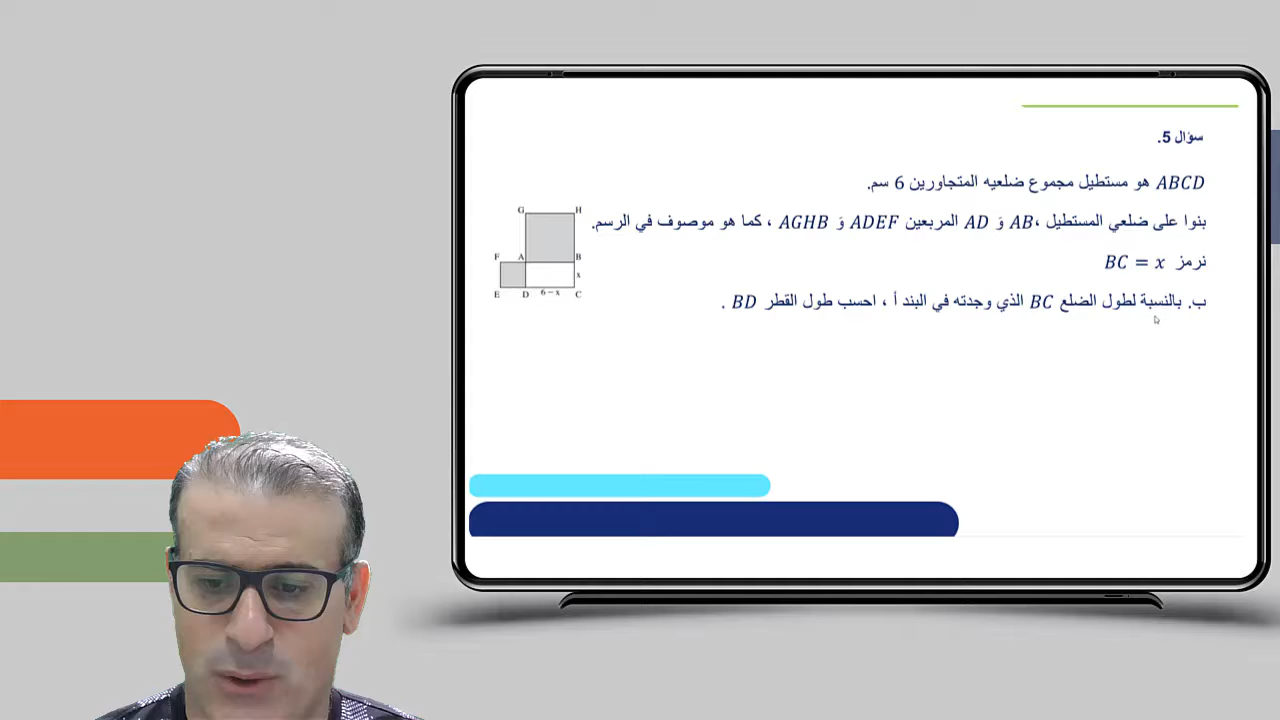 سؤال 5.
ABCD هو مستطيل مجموع ضلعيه المتجاورين 6 سم.
بنوا على ضلعي المستطيل ،AB وَ AD المربعين ADEF وَ AGHB ، كما هو موصوف في الرسم.
نرمز BC = x
ب. بالنسبة لطول الضلع BC الذي وجدته في البند أ ، احسب طول القطر BD .
G H
F A B
x
E D 6 − x C